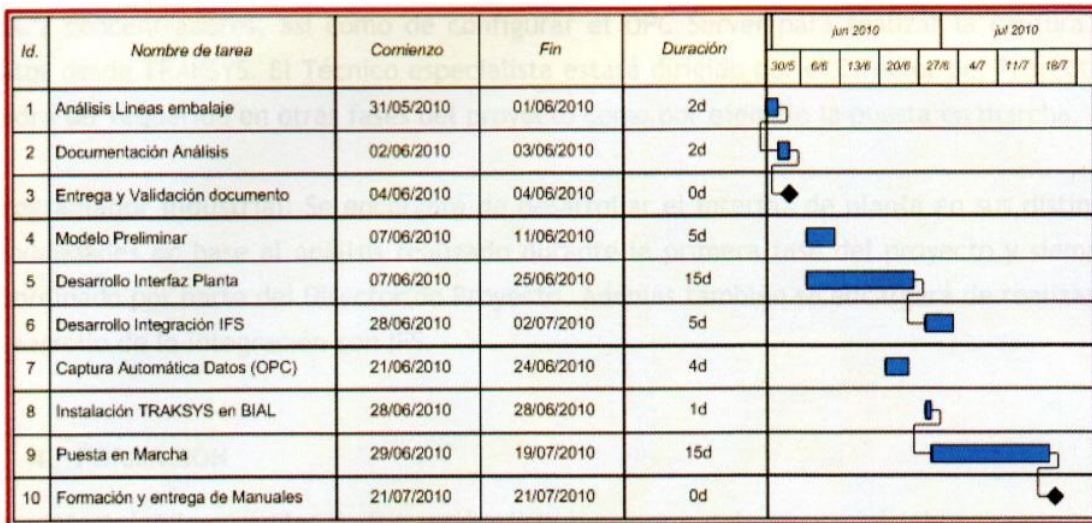 jun 2010 jul 2010
Id. Nombre de tarea Comienzo Fin Duración
30/5 6/6 13/6 20/6 27/6 4/7 11/7 18/7
1 Análisis Lineas embalaje 31/05/2010 01/06/2010 2d
2 Documentación Análisis 02/06/2010 03/06/2010 2d
3 Entrega y Validación documento 04/06/2010 04/06/2010 0d
4 Modelo Preliminar 07/06/2010 11/06/2010 5d
5 Desarrollo Interfaz Planta 07/06/2010 25/06/2010 15d
6 Desarrollo Integración IFS 28/06/2010 02/07/2010 5d
7 Captura Automática Datos (OPC) 21/06/2010 24/06/2010 4d
8 Instalación TRAKSYS en BIAL 28/06/2010 28/06/2010 1d
9 Puesta en Marcha 29/06/2010 19/07/2010 15d
10 Formación y entrega de Manuales 21/07/2010 21/07/2010 0d